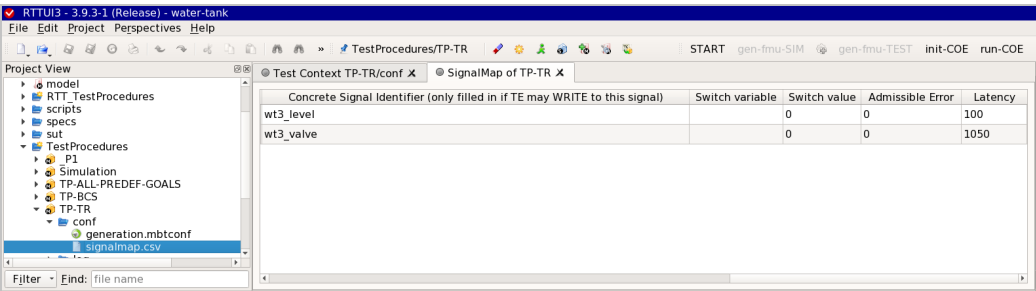 RTTUI3 - 3.9.3-1 (Release) - water-tank
File Edit Project Perspectives Help
» TestProcedures/TP-TR START gen-fmu-SIM gen-fmu-TEST init-COE run-COE
Project View
model
RTT_TestProcedures
scripts
specs
sut
TestProcedures
_P1
Simulation
TP-ALL-PREDEF-GOALS
TP-BCS
TP-TR
conf
generation.mbtconf
signalmap.csv
Filter Find: file name
Test Context TP-TR/conf SignalMap of TP-TR
Concrete Signal Identifier (only filled in if TE may WRITE to this signal) Switch variable Switch value Admissible Error Latency
wt3_level 0 0 100
wt3_valve 0 0 1050